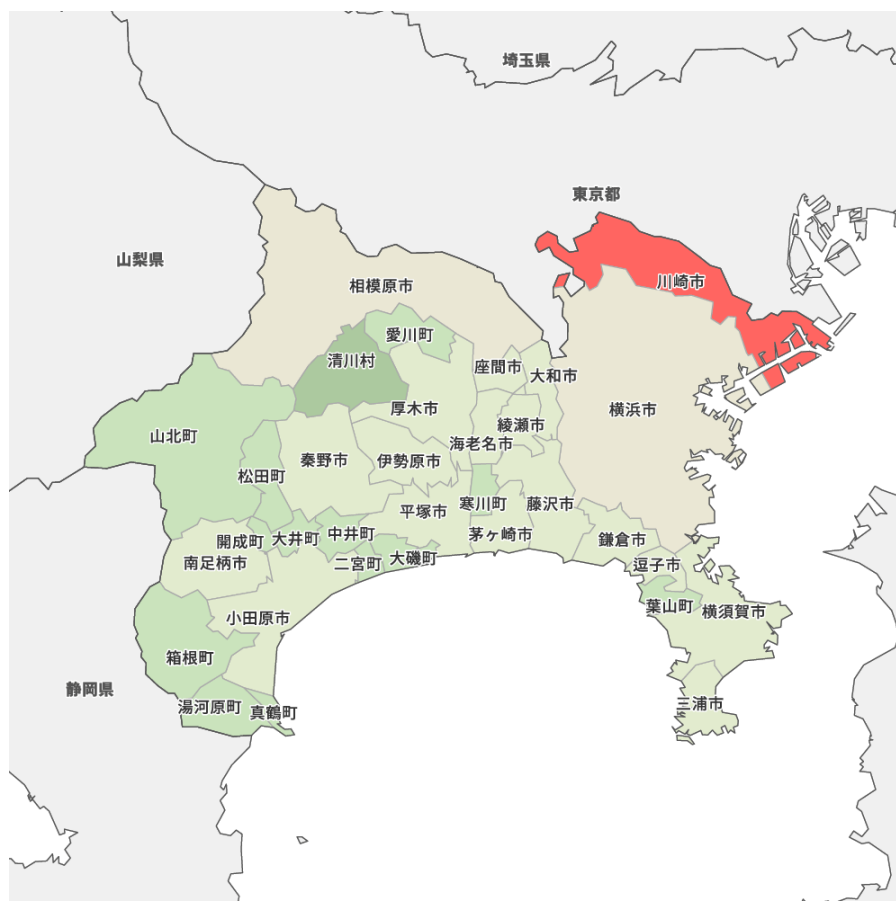 埼玉県
東京都
山梨県
川崎市
相模原市
愛川町
清川村
座間市
大和市
厚木市
横浜市
綾瀬市
山北町
海老名市
秦野市
伊勢原市
松田町
寒川町
藤沢市
平塚市
中井町
茅ヶ崎市
開成町
大井町
鎌倉市
大磯町
南足柄市
二宮町
逗子市
葉山町
横須賀市
小田原市
箱根町
静岡県
三浦市
湯河原町
真鶴町